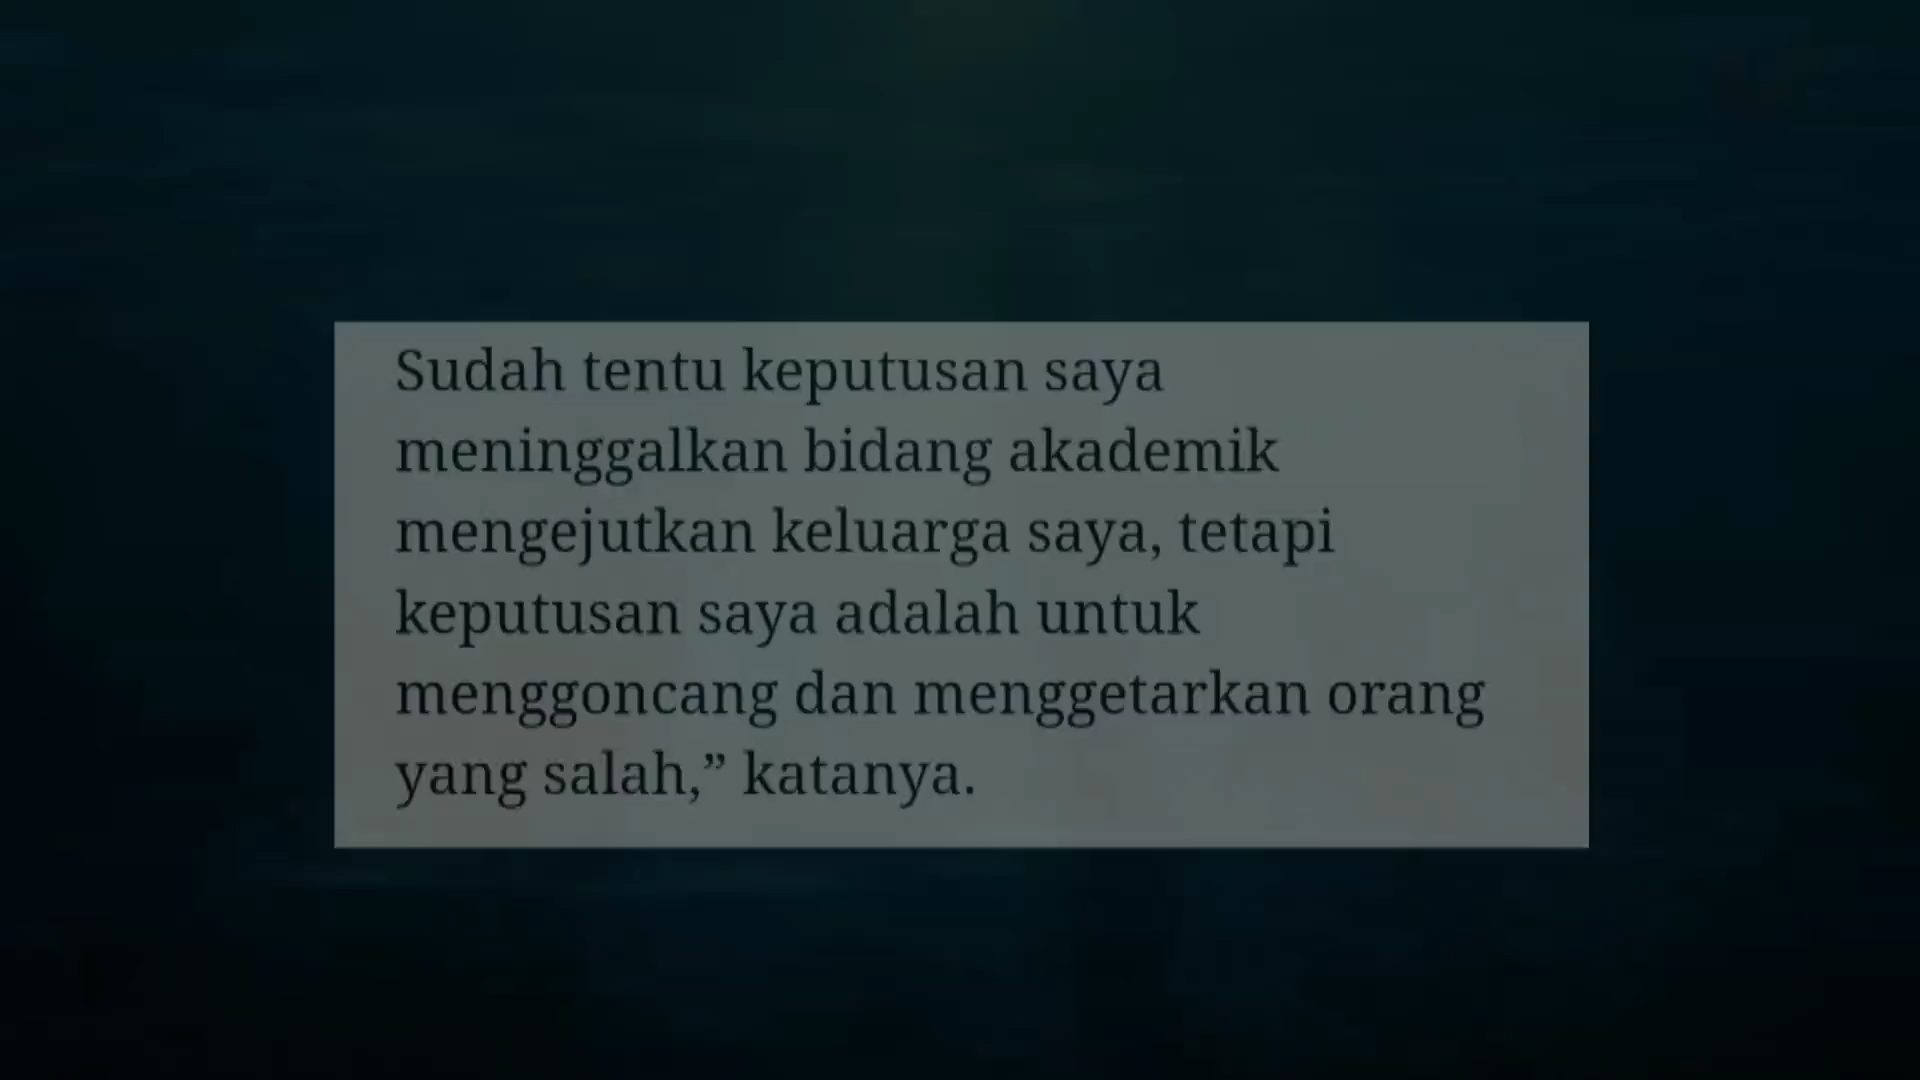 Sudah tentu keputusan saya
meninggalkan bidang akademik
mengejutkan keluarga saya, tetapi
keputusan saya adalah untuk
menggoncang dan menggetarkan orang
yang salah,” katanya.